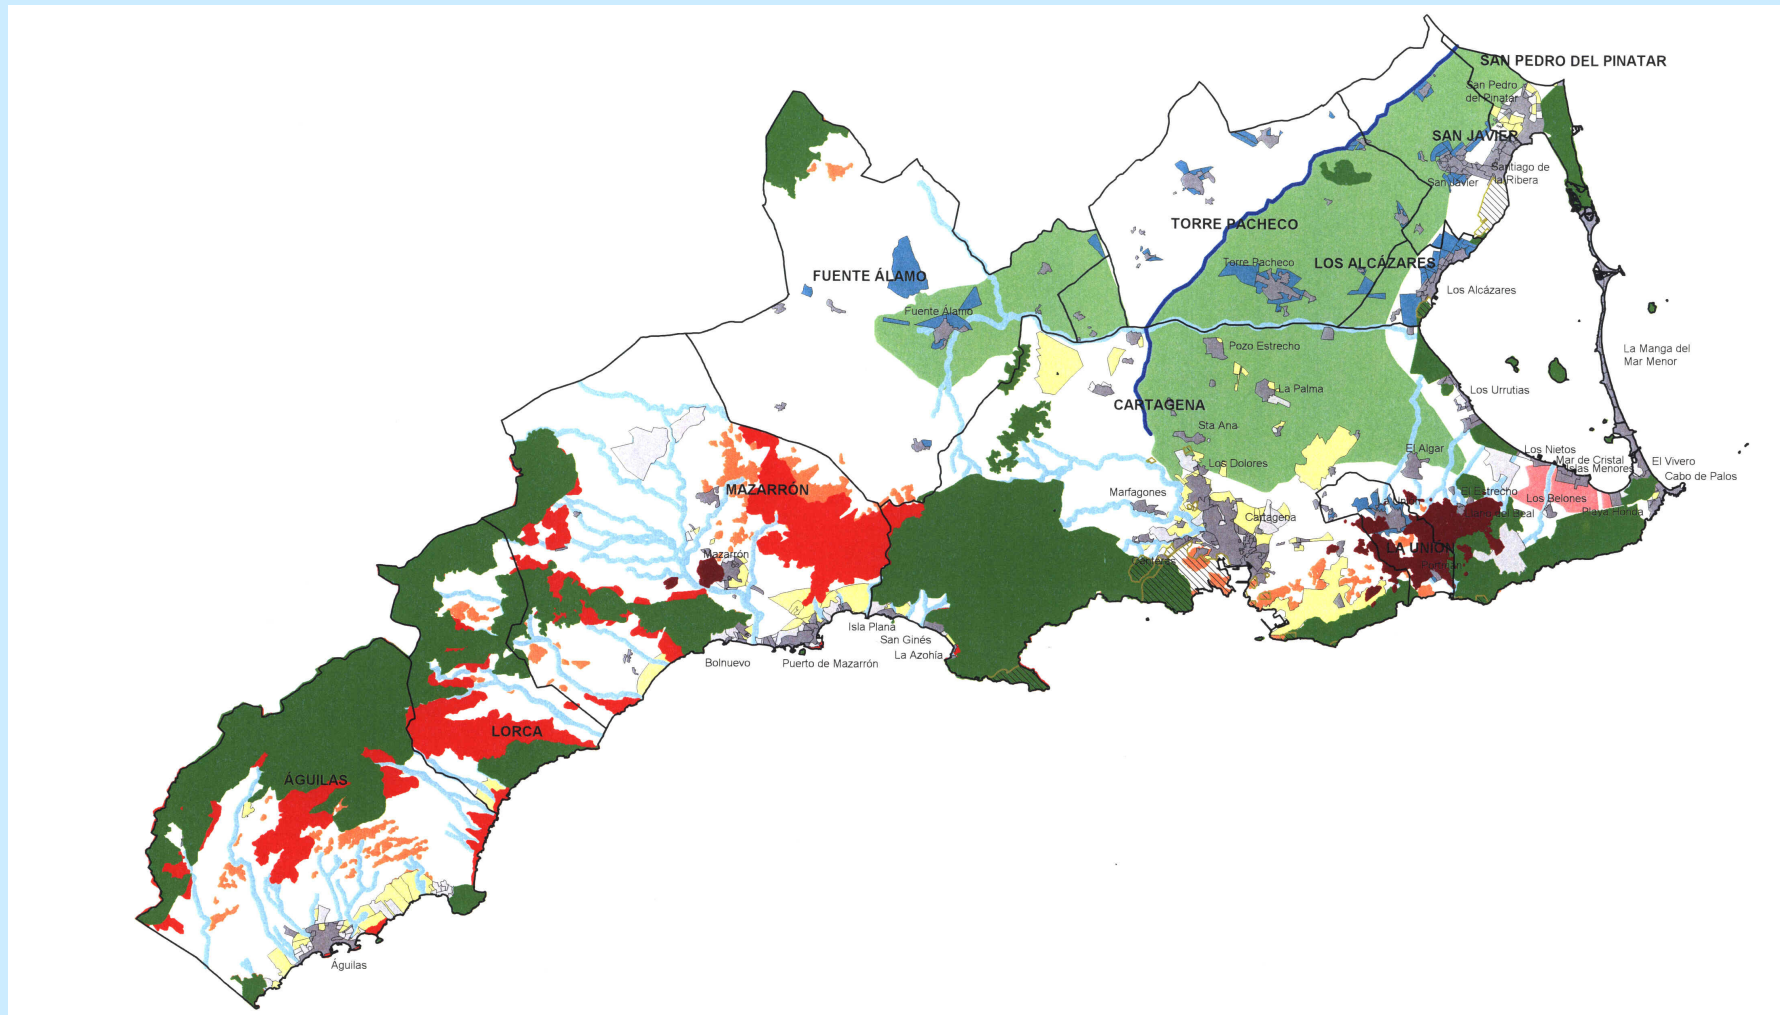 SAN PEDRO DEL PINATAR
San Pedro
del Pinatar
SAN JAVIER
Santiago de
la Ribera
San Javier
TORRE PACHECO
Torre Pacheco
LOS ALCÁZARES
Los Alcázares
FUENTE ÁLAMO
Fuente Álamo
La Manga del
Mar Menor
Pozo Estrecho
La Palma
Los Urrutias
CARTAGENA
Sta Ana
El Algar
Los Dolores
Los Nietos
Mar de Cristal
Islas Menores
El Vivero
Cabo de Palos
Marfagones
El Estrecho
Los Belones
La Unión
Playa Honda
Cartagena
LA UNIÓN
Portmán
MAZARRÓN
Mazarrón
Isla Plana
San Ginés
La Azohía
Bolnuevo
Puerto de Mazarrón
LORCA
ÁGUILAS
Águilas